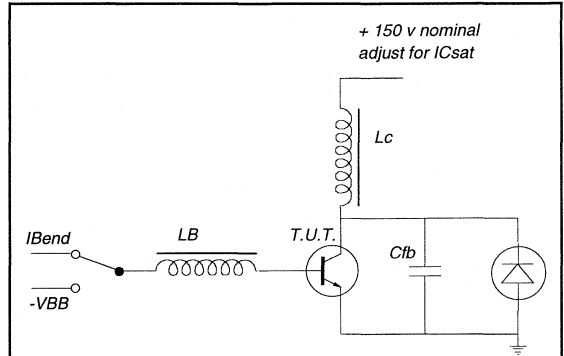 + 150 v nominal
adjust for ICsat
Lc
IBend
LB
T.U.T.
Cfb
-VBB